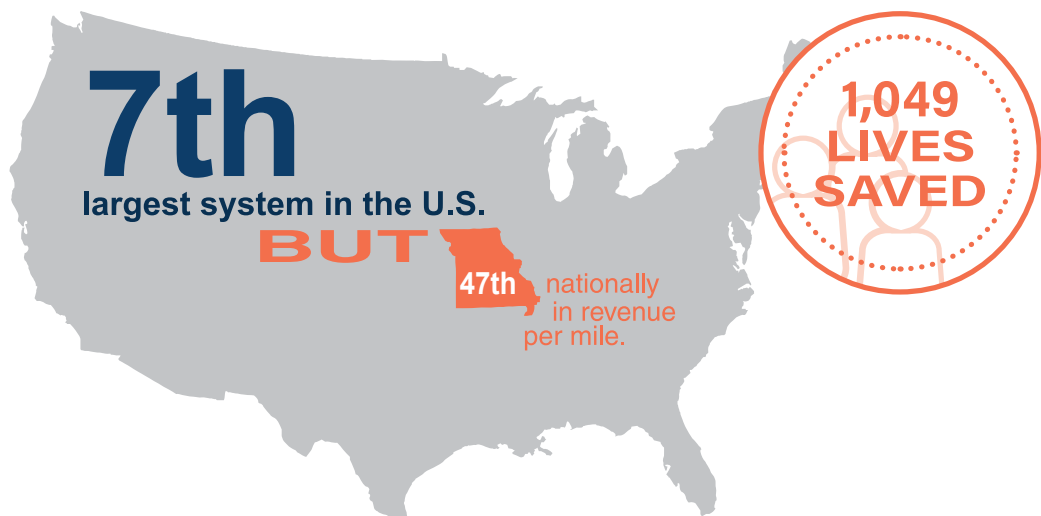 7th
largest system in the U.S.
BUT
47th
nationally
in revenue
per mile.
1,049
LIVES
SAVED